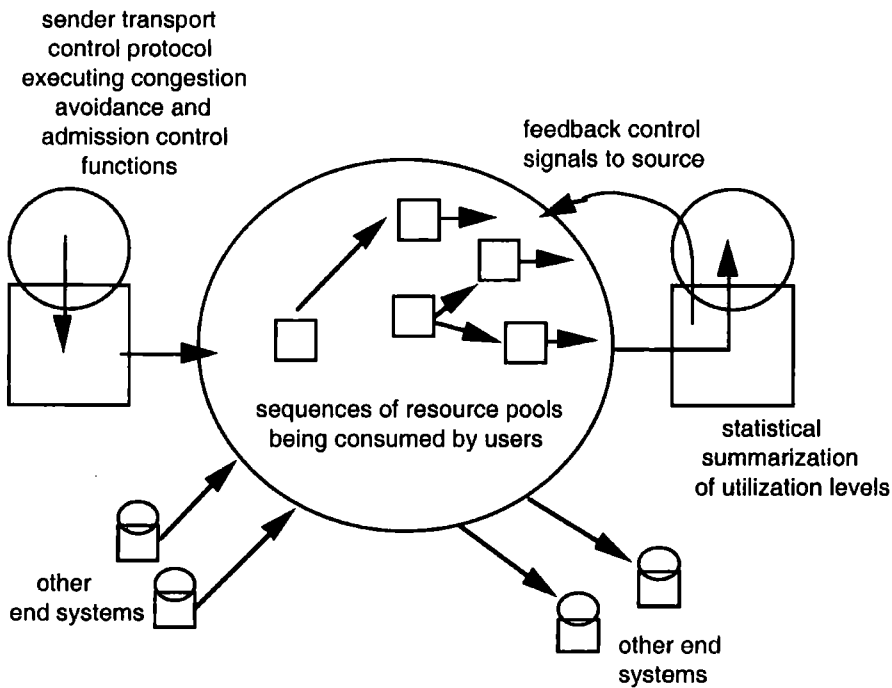 sender transport
control protocol
executing congestion
avoidance and
admission control
functions
feedback control
signals to source
sequences of resource pools
being consumed by users
statistical
summarization
of utilization levels
other
end systems
other end
systems